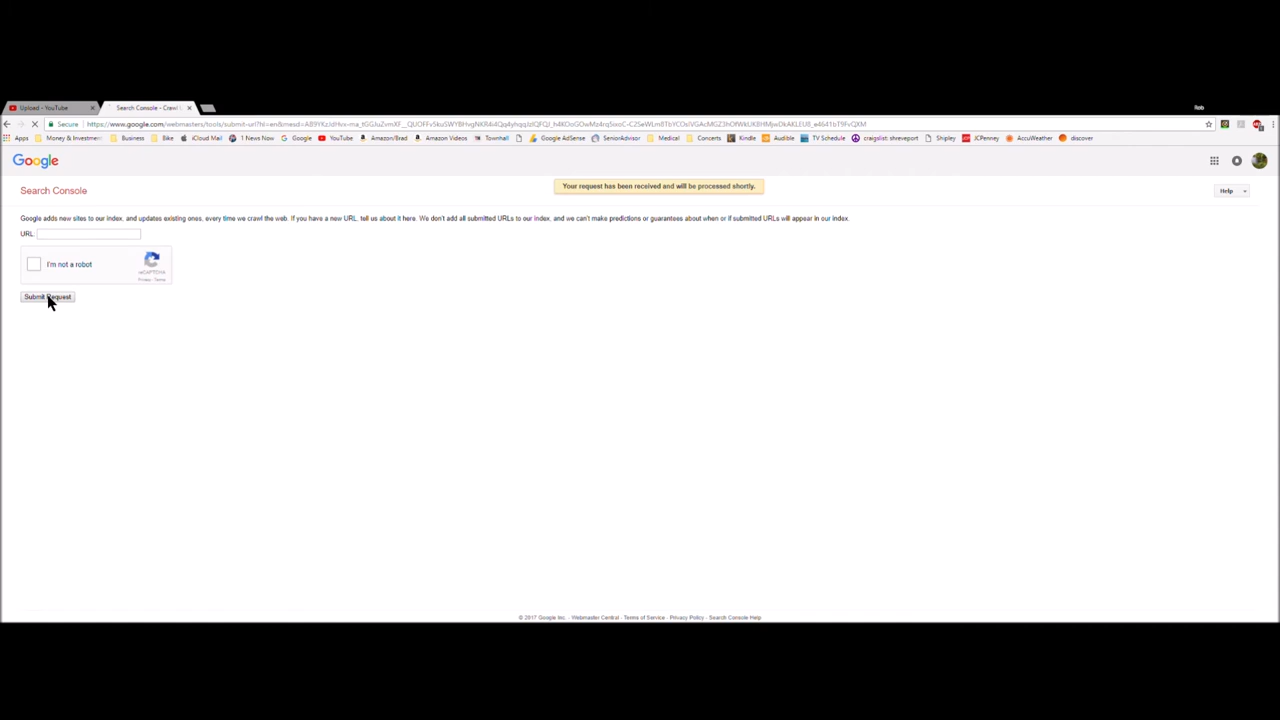 Upload - YouTube
Search Console - Crawl
Rob
Secure
Apps Money & Investment Business Bike iCloud Mail 1 News Now Google YouTube Amazon/Brad Amazon Videos Townhall Google AdSense SeniorAdvisor Medical Concerts Kindle Audible TV Schedule craigslist: shreveport Shipley JCPenney AccuWeather discover
Google
Search Console
Your request has been received and will be processed shortly.
Help
Google adds new sites to our index, and updates existing ones, every time we crawl the web. If you have a new URL, tell us about it here. We don't add all submitted URLs to our index, and we can't make predictions or guarantees about when or if submitted URLs will appear in our index.
URL:
I'm not a robot
reCAPTCHA
Privacy - Terms
Submit Request
© 2017 Google Inc. - Webmaster Central - Terms of Service - Privacy Policy - Search Console Help